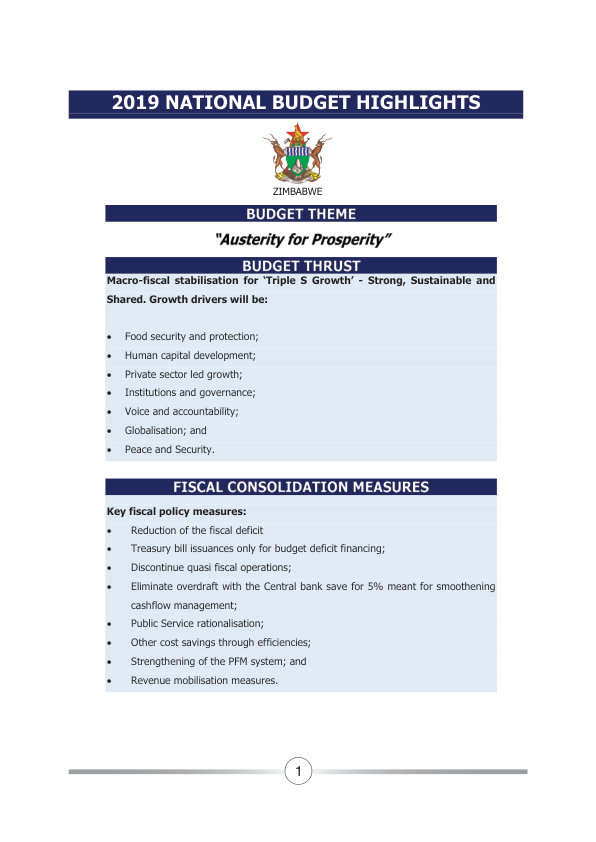 2019 NATIONAL BUDGET HIGHLIGHTS
ZIMBABWE
BUDGET THEME
“Austerity for Prosperity”
BUDGET THRUST
Macro-fiscal stabilisation for ‘Triple S Growth’ - Strong, Sustainable and
Shared. Growth drivers will be:
• Food security and protection;
• Human capital development;
• Private sector led growth;
• Institutions and governance;
• Voice and accountability;
• Globalisation; and
• Peace and Security.
FISCAL CONSOLIDATION MEASURES
Key fiscal policy measures:
• Reduction of the fiscal deficit
• Treasury bill issuances only for budget deficit financing;
• Discontinue quasi fiscal operations;
• Eliminate overdraft with the Central bank save for 5% meant for smoothening
cashflow management;
• Public Service rationalisation;
• Other cost savings through efficiencies;
• Strengthening of the PFM system; and
• Revenue mobilisation measures.
1